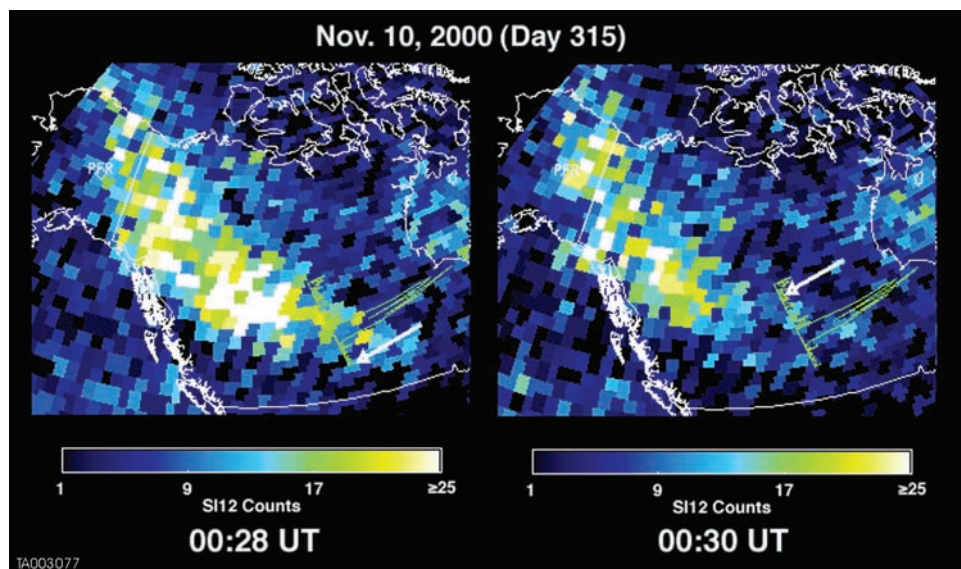 Nov. 10, 2000 (Day 315)
PFR
PFR
1 9 17 ≥25
SI12 Counts
00:28 UT
1 9 17 ≥25
SI12 Counts
00:30 UT
TA003077